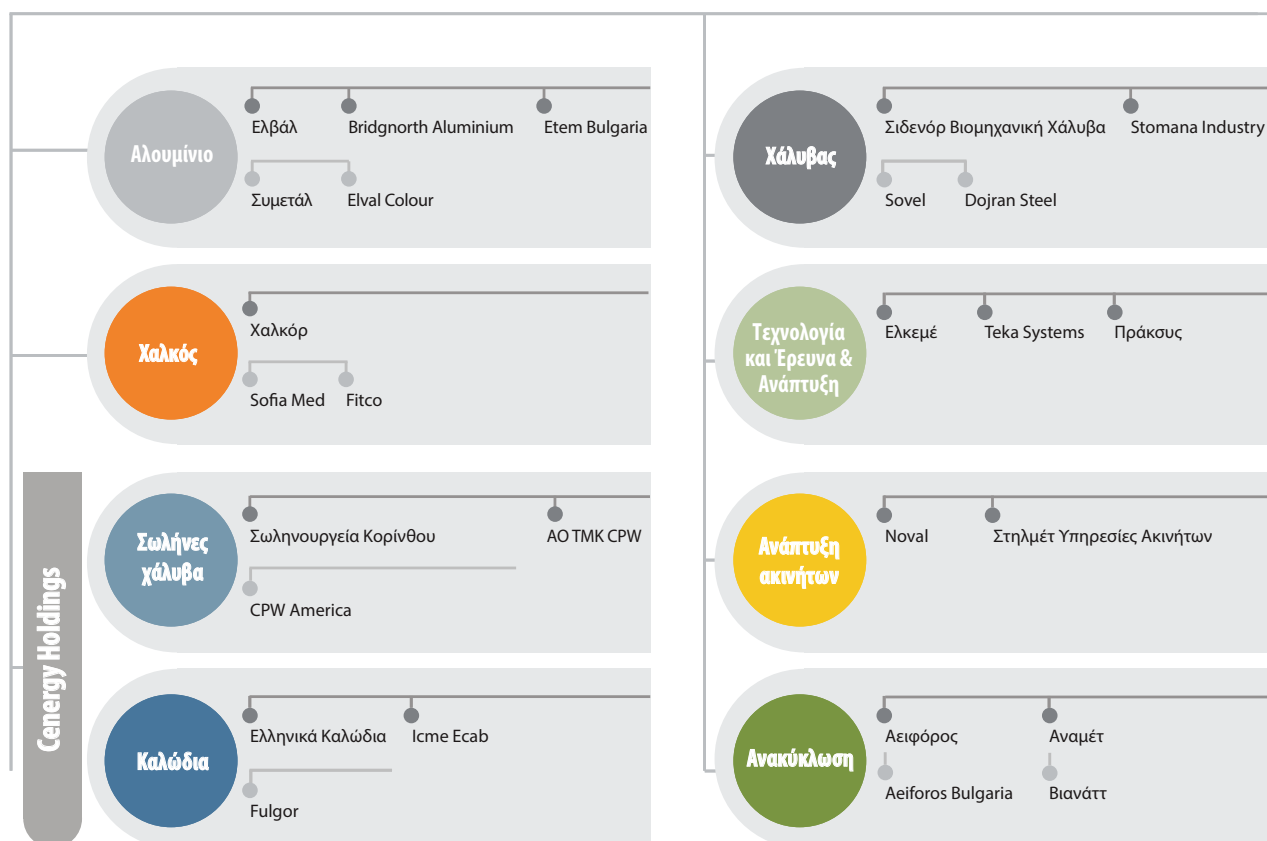 Αλουμίνιο
Ελβάλ
Bridgnorth Aluminium
Etem Bulgaria
Συμετάλ
Elval Colour
Χαλκός
Χαλκόρ
Sofia Med
Fitco
Cenergy Holdings
Σωλήνες
χάλυβα
Σωληνουργεία Κορίνθου
AO TMK CPW
CPW America
Καλώδια
Ελληνικά Καλώδια
Icme Ecab
Fulgor
Χάλυβας
Σιδενόρ Βιομηχανική Χάλυβα
Stomana Industry
Sovel
Dojran Steel
Τεχνολογία
και Έρευνα &
Ανάπτυξη
Ελκεμέ
Teka Systems
Πράκσυς
Ανάπτυξη
ακινήτων
Noval
Στηλμέτ Υπηρεσίες Ακινήτων
Ανακύκλωση
Αειφόρος
Αναμέτ
Aeiforos Bulgaria
Βιανάττ